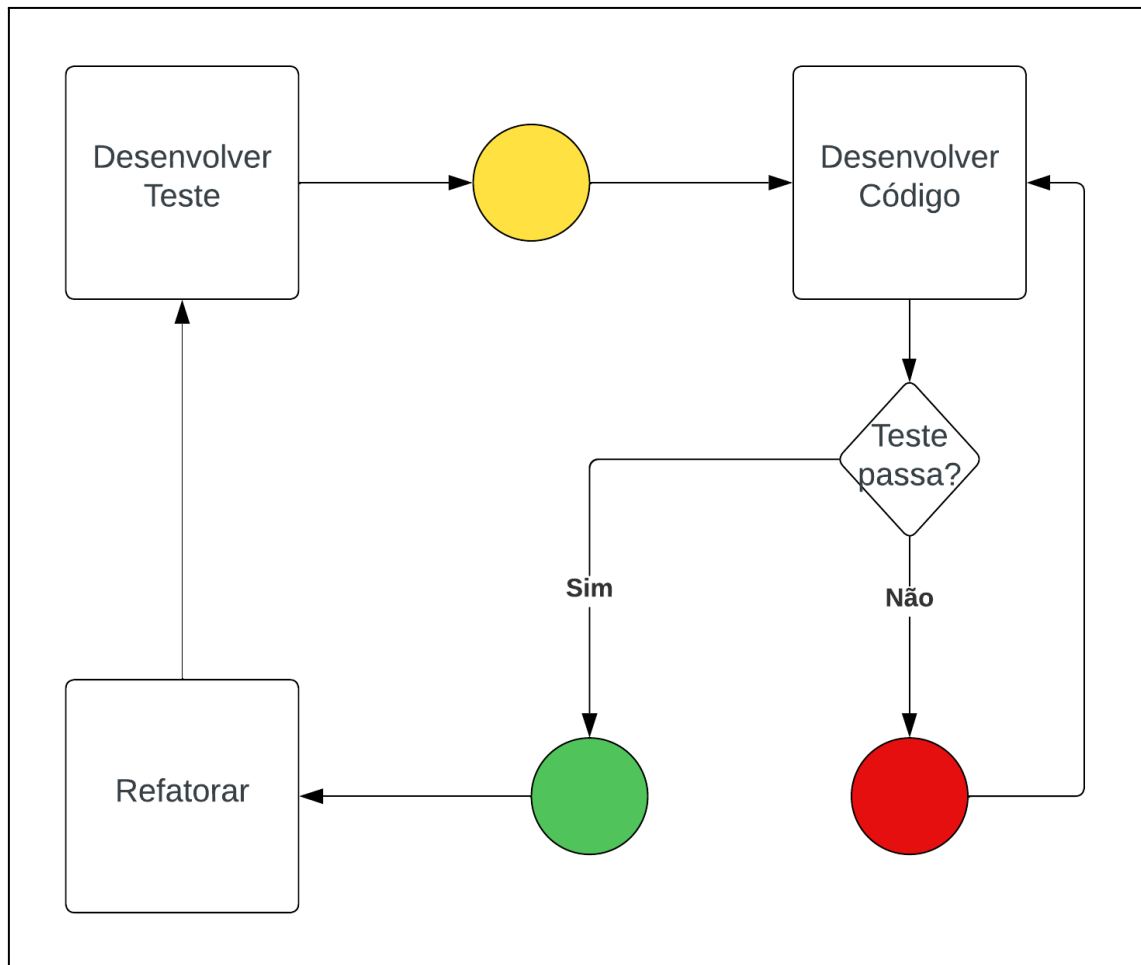 Desenvolver
Teste
Desenvolver
Código
Teste
passa?
Sim
Não
Refatorar